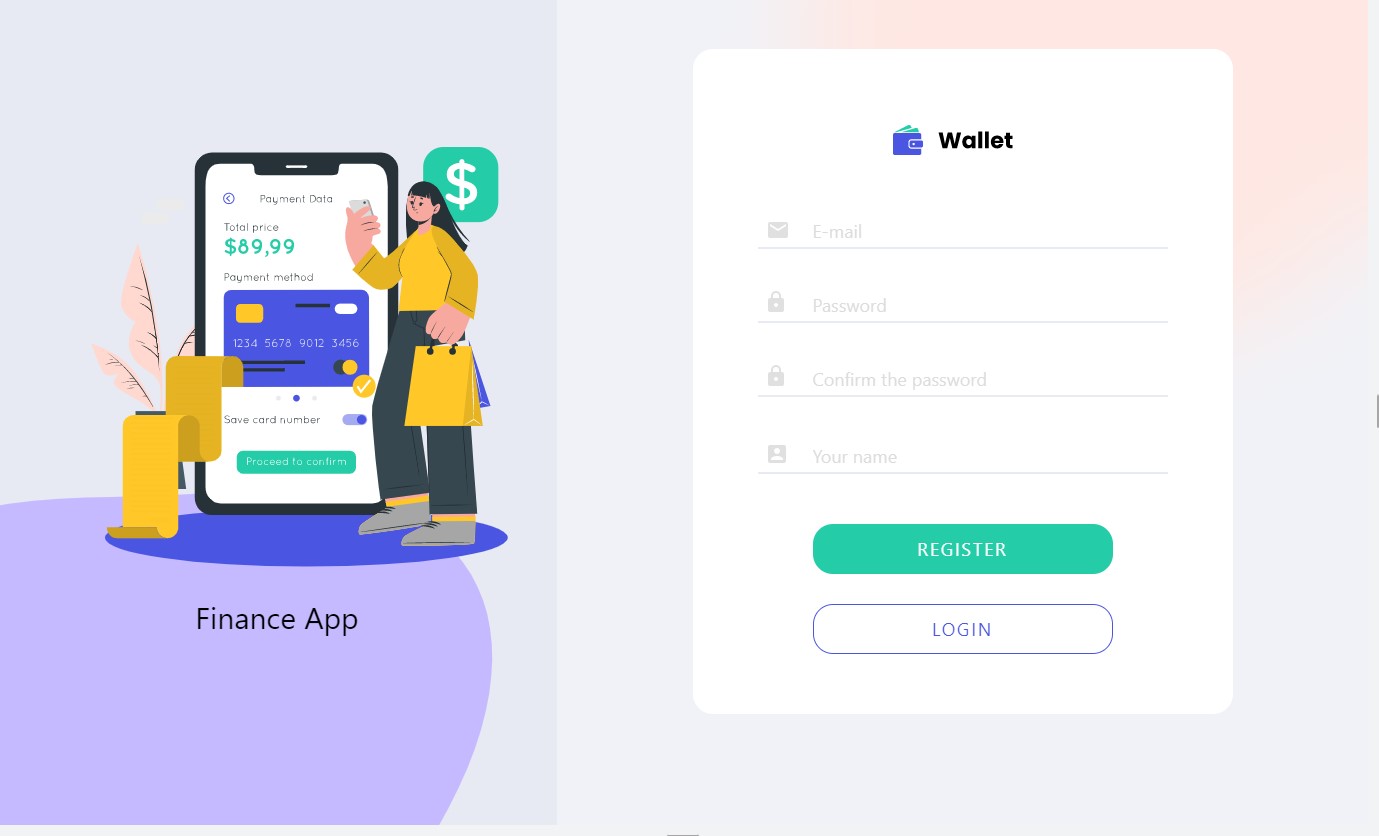 Payment Data
Total price
$89,99
Payment method
1234 5678 9012 3456
Save card number
Proceed to confirm
$
Finance App
Wallet
E-mail
Password
Confirm the password
Your name
REGISTER
LOGIN